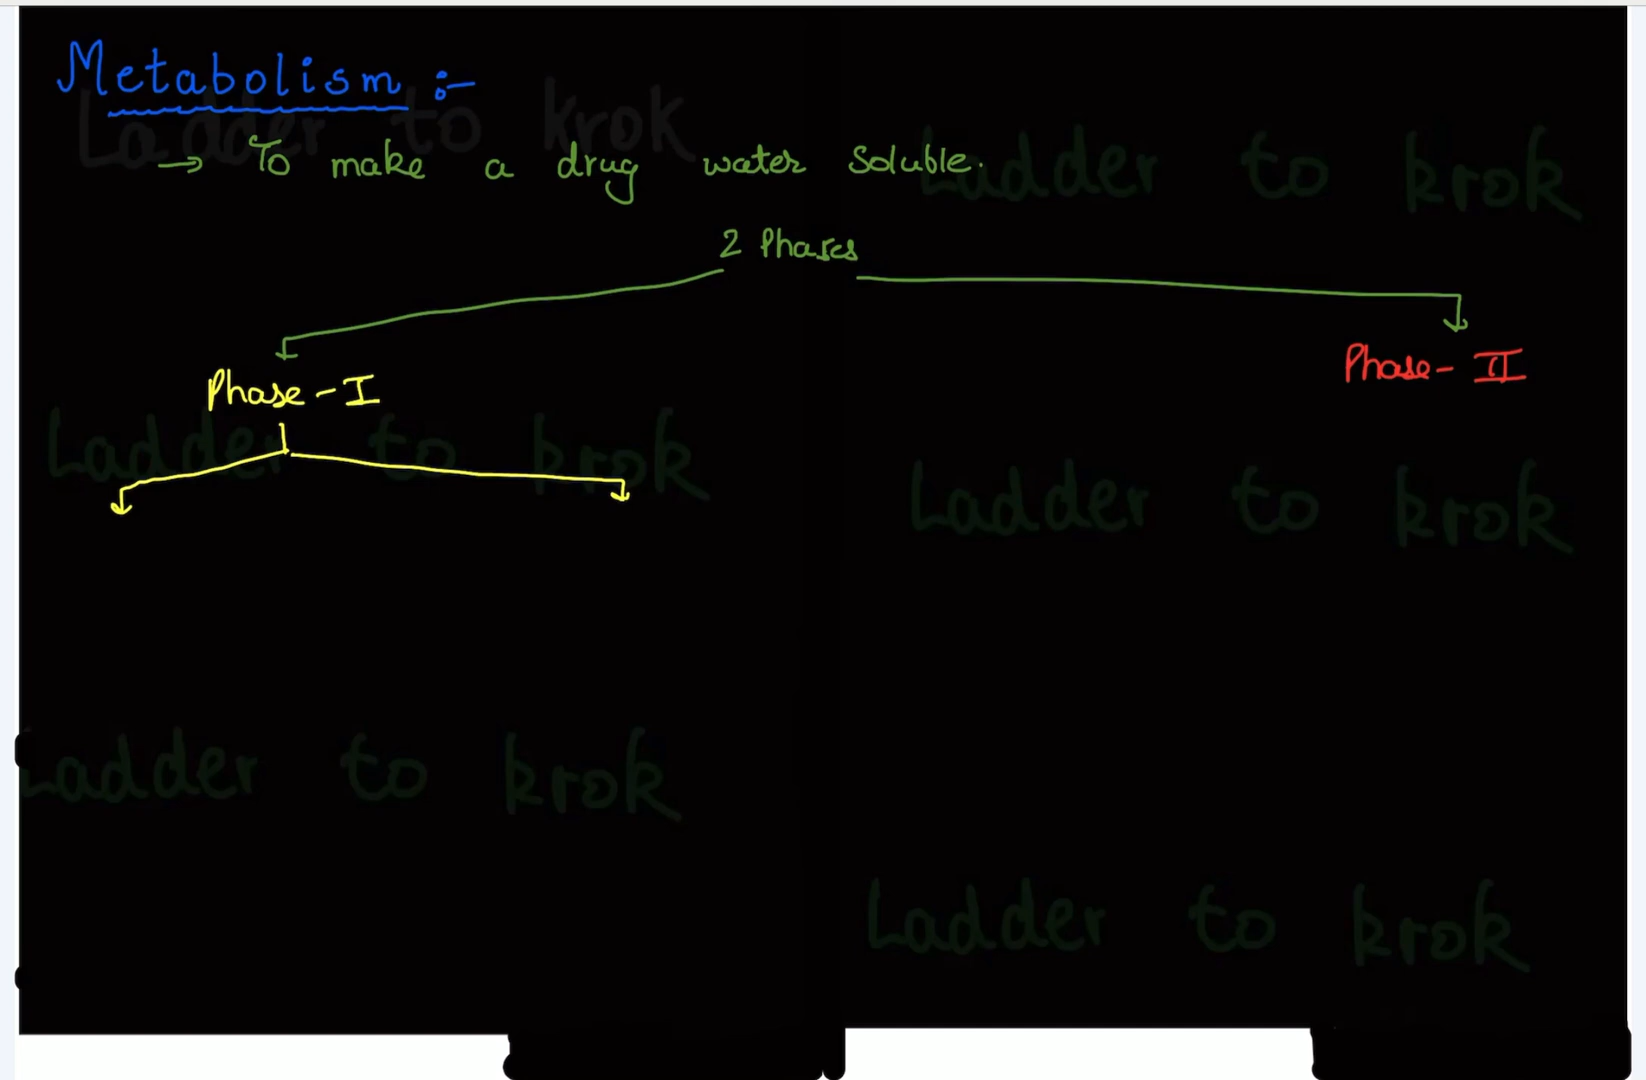 Metabolism :-
Ladder to krok
→ To make a drug water soluble.
Ladder to krok
2 Phases
Phase - I
Phase - II
Ladder to krok
Ladder to krok
Ladder to krok
Ladder to krok